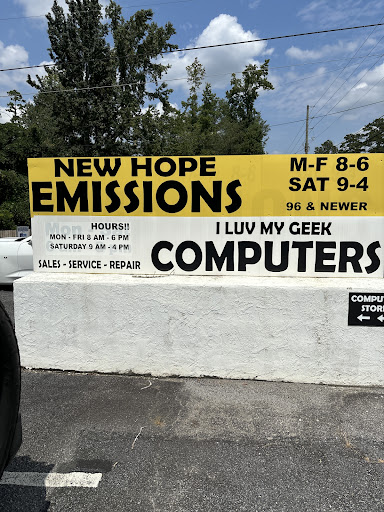 NEW HOPE
EMISSIONS
M-F 8-6
SAT 9-4
96 & NEWER
HOURS!!
MON - FRI 8 AM - 6 PM
SATURDAY 9 AM - 4 PM
SALES - SERVICE - REPAIR
I LUV MY GEEK
COMPUTERS
STOR